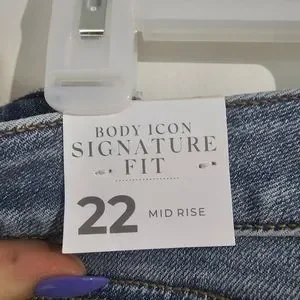 BODY ICON
SIGNATURE
FIT
22 MID RISE